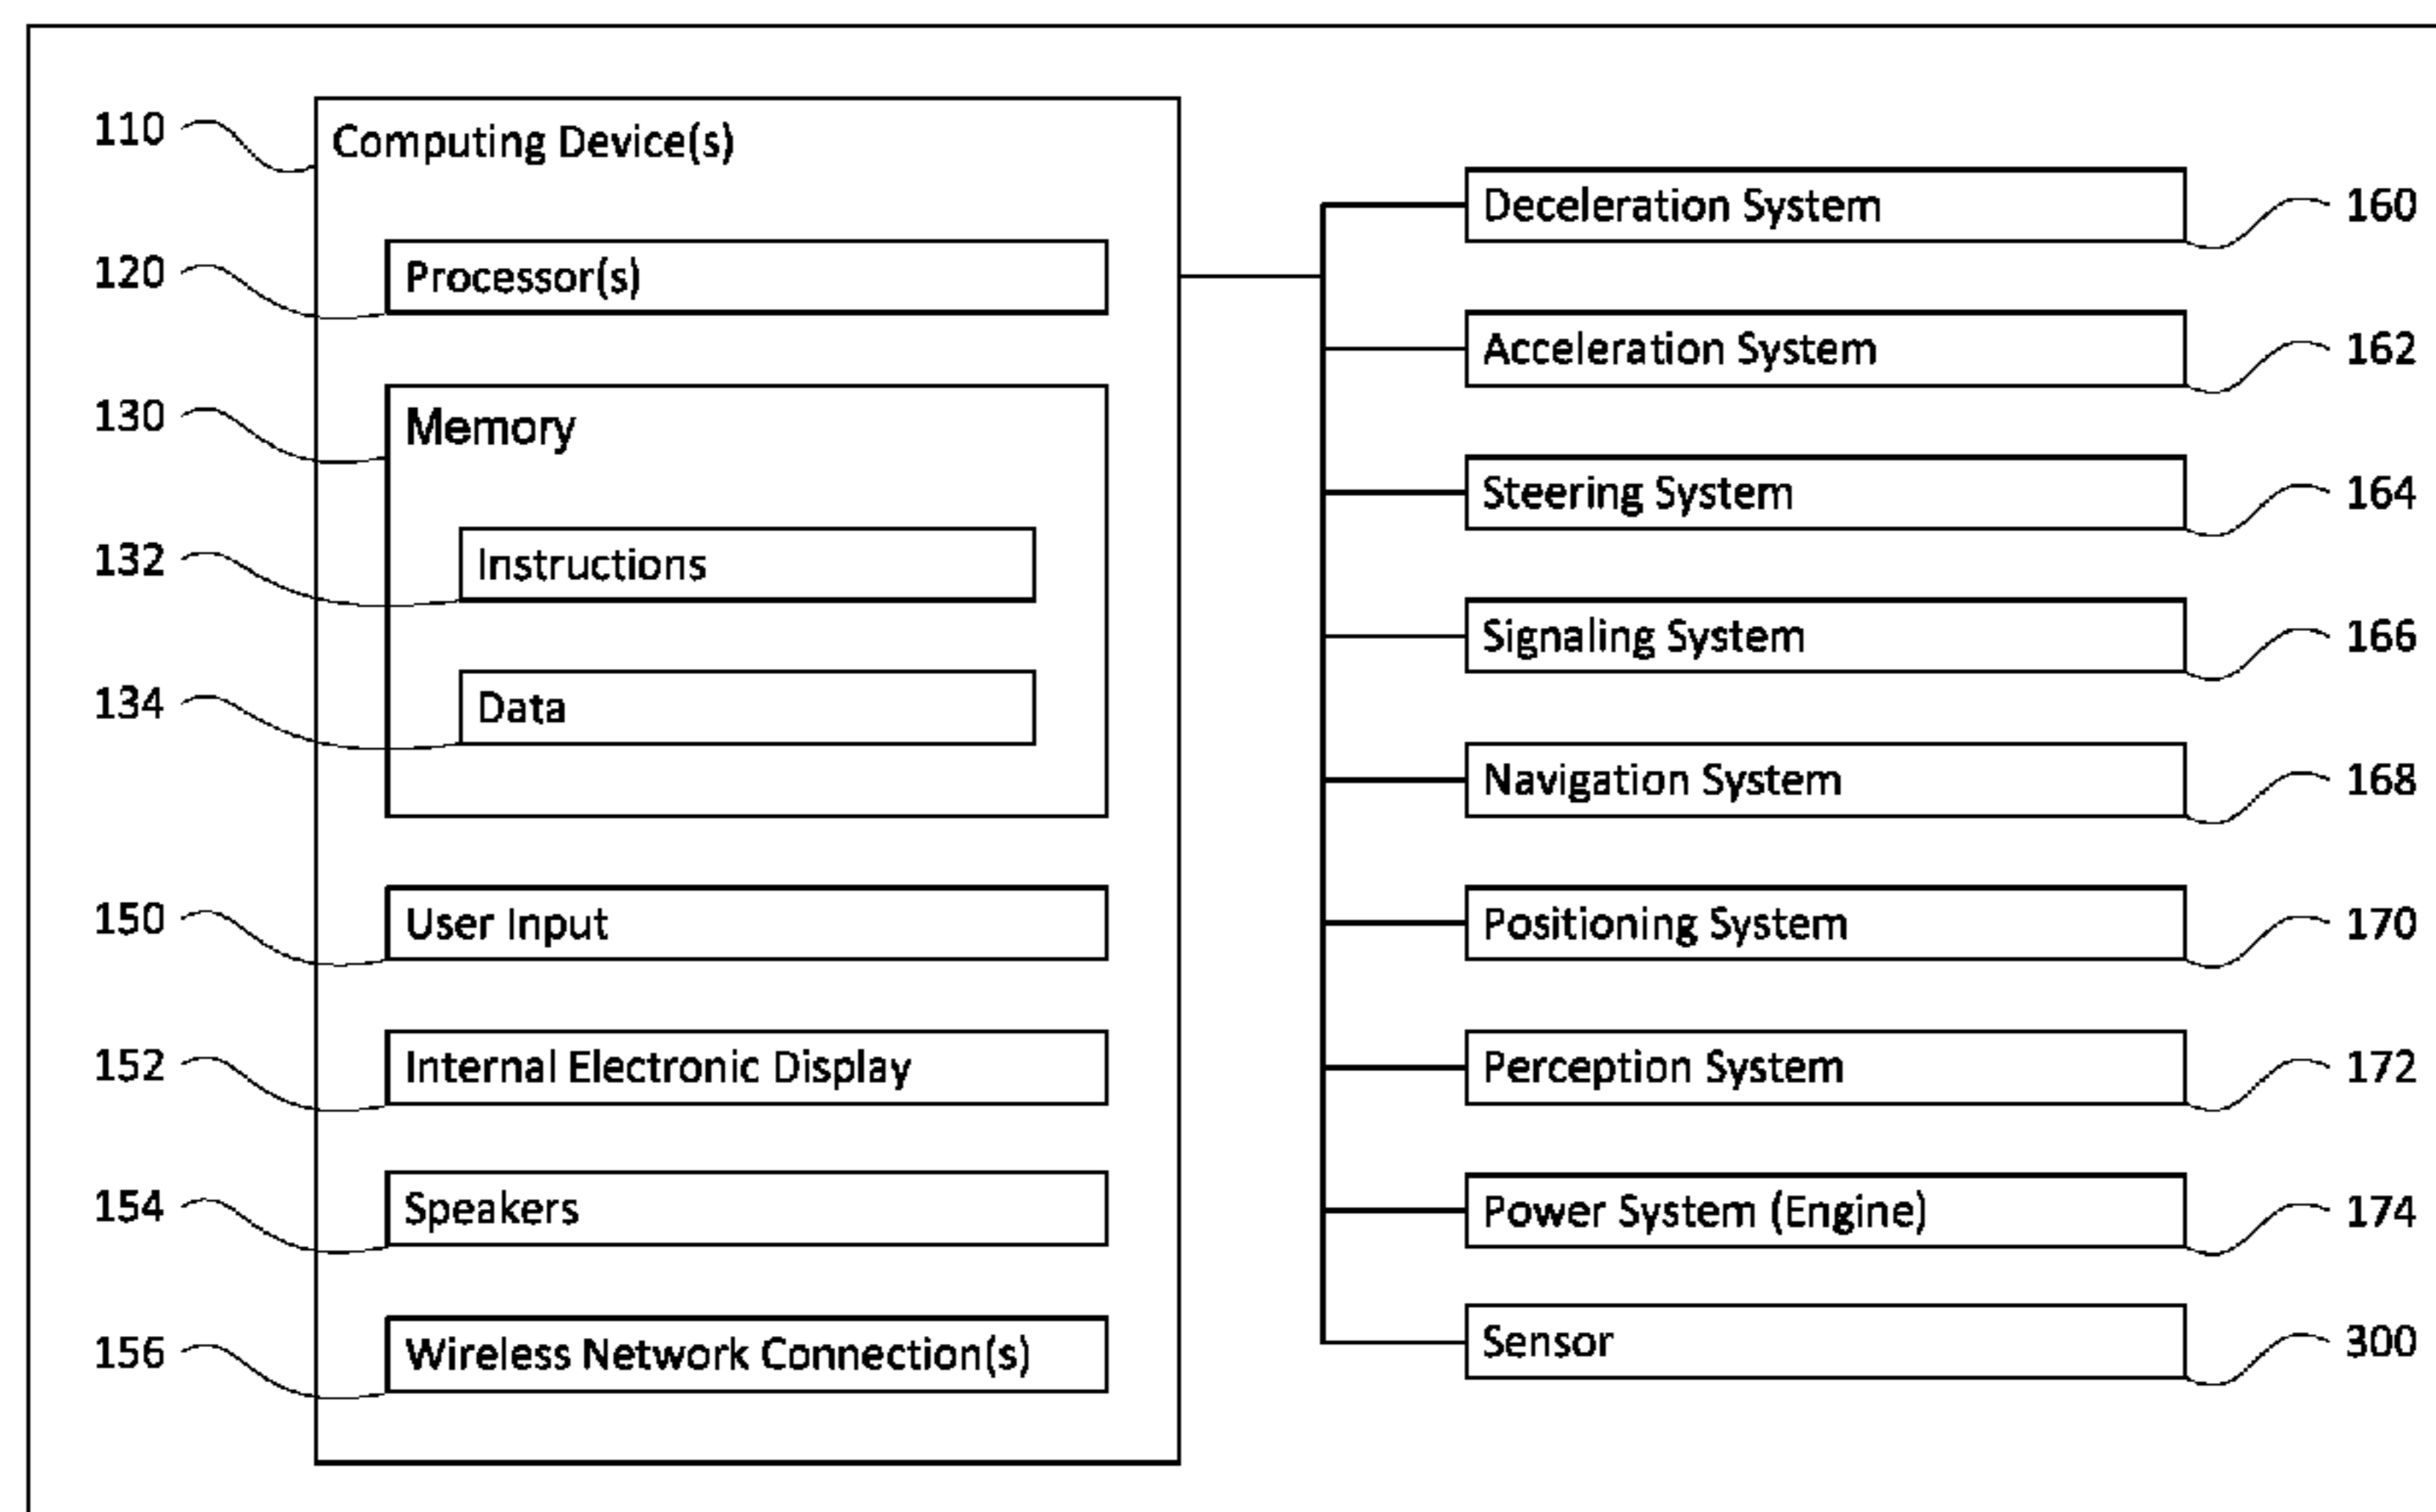 110
Computing Device(s)
120
Processor(s)
130
Memory
132
Instructions
134
Data
150
User Input
152
Internal Electronic Display
154
Speakers
156
Wireless Network Connection(s)
Deceleration System
160
Acceleration System
162
Steering System
164
Signaling System
166
Navigation System
168
Positioning System
170
Perception System
172
Power System (Engine)
174
Sensor
300